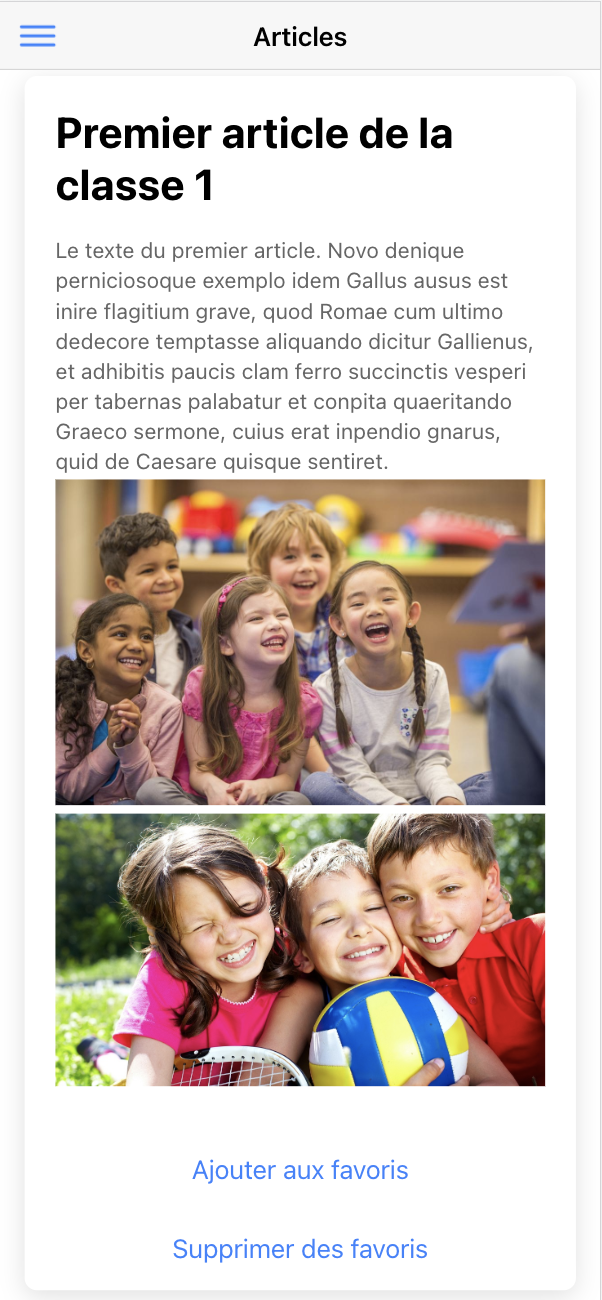 Articles
Premier article de la
classe 1
Le texte du premier article. Novo denique
perniciosoque exemplo idem Gallus ausus est
inire flagitium grave, quod Romae cum ultimo
dedecore temptasse aliquando dicitur Gallienus,
et adhibitis paucis clam ferro succinctis vesperi
per tabernas palabatur et conpita quaeritando
Graeco sermone, cuius erat inpendio gnarus,
quid de Caesare quisque sentiret.
Ajouter aux favoris
Supprimer des favoris